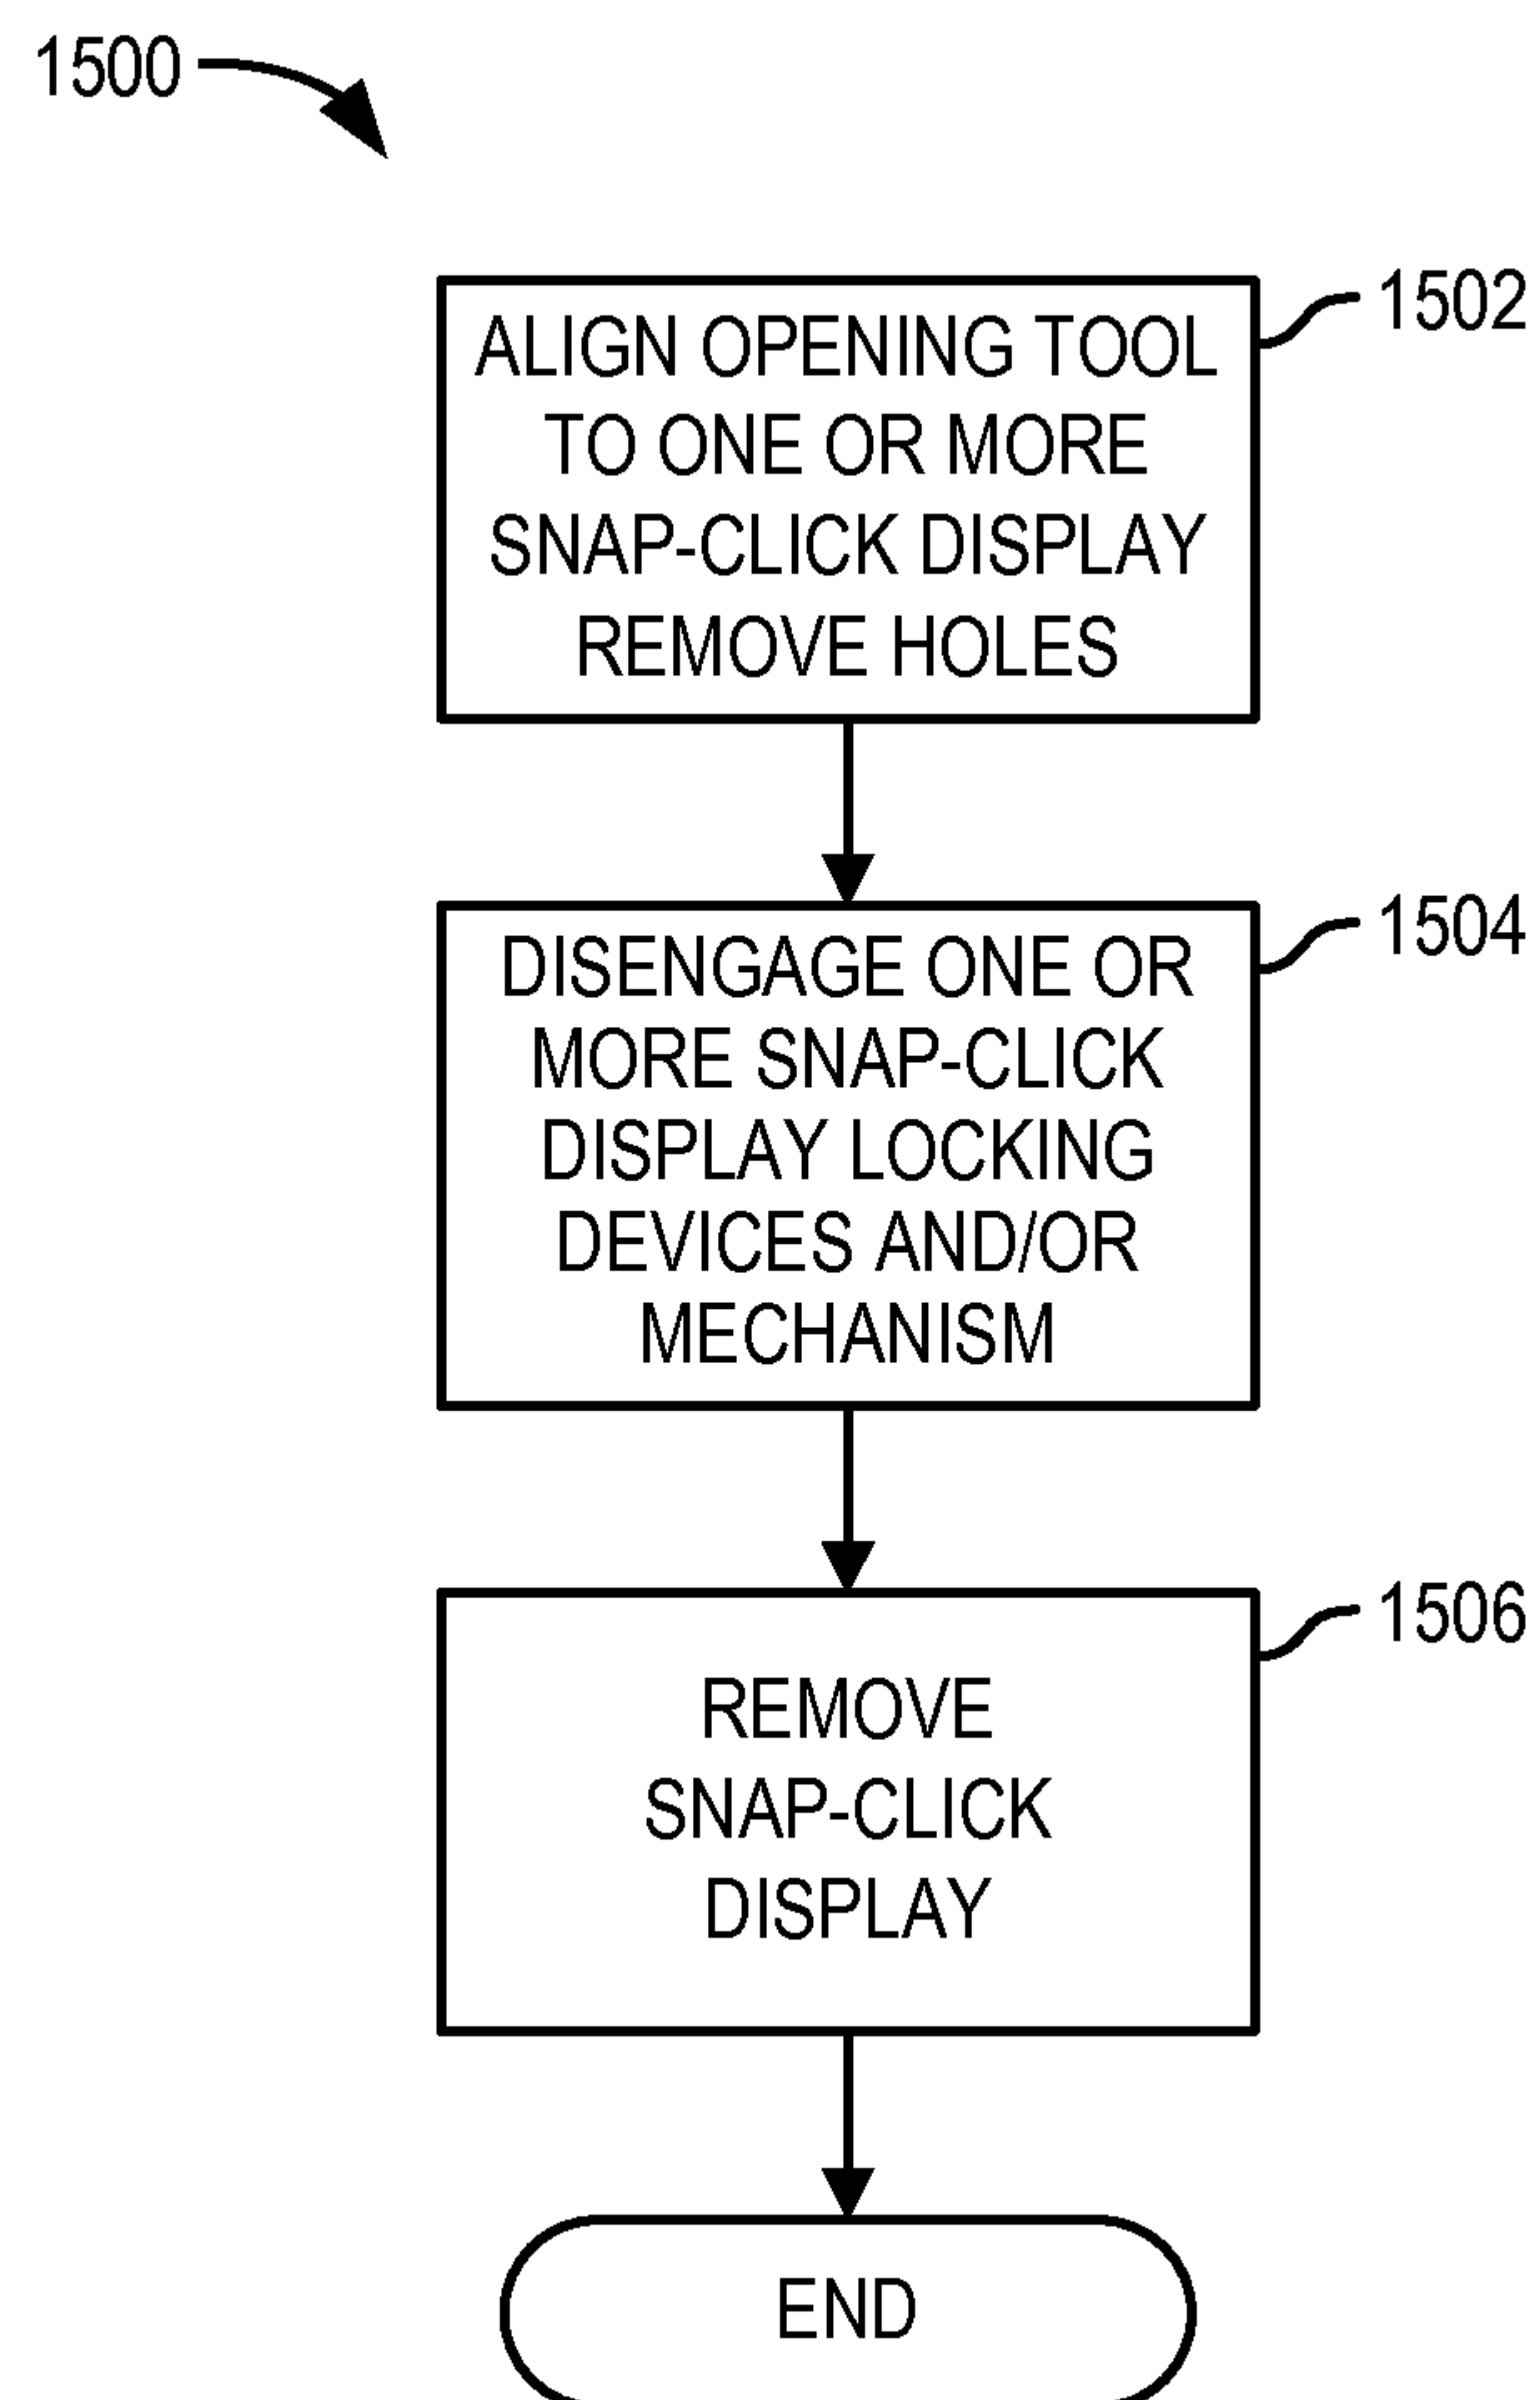 1500
1502
ALIGN OPENING TOOL
TO ONE OR MORE
SNAP-CLICK DISPLAY
REMOVE HOLES
1504
DISENGAGE ONE OR
MORE SNAP-CLICK
DISPLAY LOCKING
DEVICES AND/OR
MECHANISM
1506
REMOVE
SNAP-CLICK
DISPLAY
END